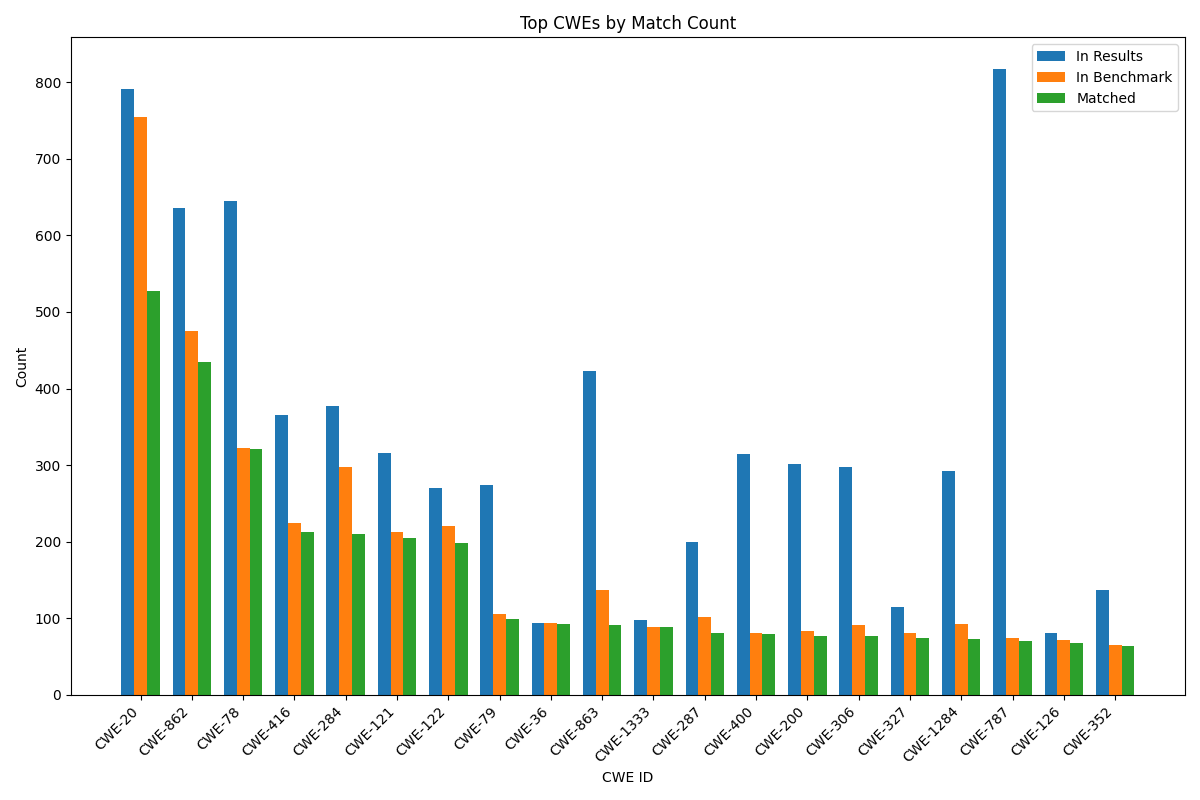 Top CWEs by Match Count
In Results
In Benchmark
Matched
Count
800
700
600
500
400
300
200
100
0
CWE-20
CWE-862
CWE-78
CWE-416
CWE-284
CWE-121
CWE-122
CWE-79
CWE-36
CWE-863
CWE-1333
CWE-287
CWE-400
CWE-200
CWE-306
CWE-327
CWE-1284
CWE-787
CWE-126
CWE-352
CWE ID